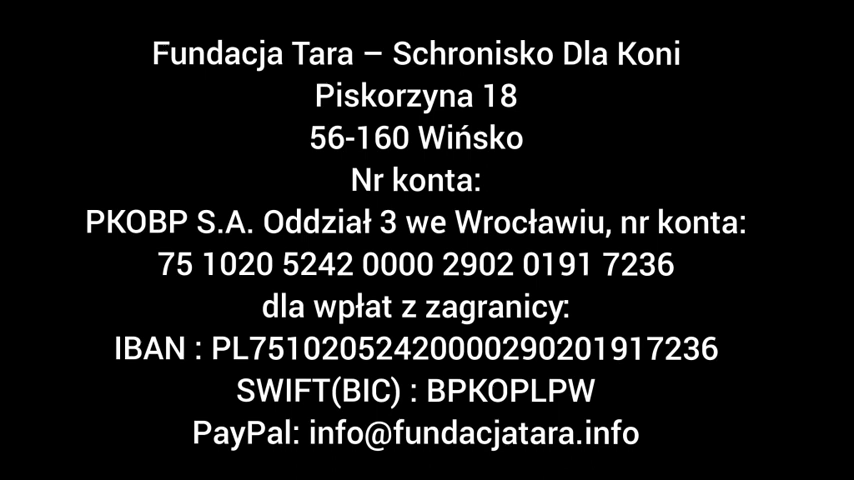 Fundacja Tara – Schronisko Dla Koni
Piskorzyna 18
56-160 Wińsko
Nr konta:
PKOBP S.A. Oddział 3 we Wrocławiu, nr konta:
75 1020 5242 0000 2902 0191 7236
dla wpłat z zagranicy:
IBAN : PL75102052420000290201917236
SWIFT(BIC) : BPKOPLPW
PayPal: info@fundacjatara.info